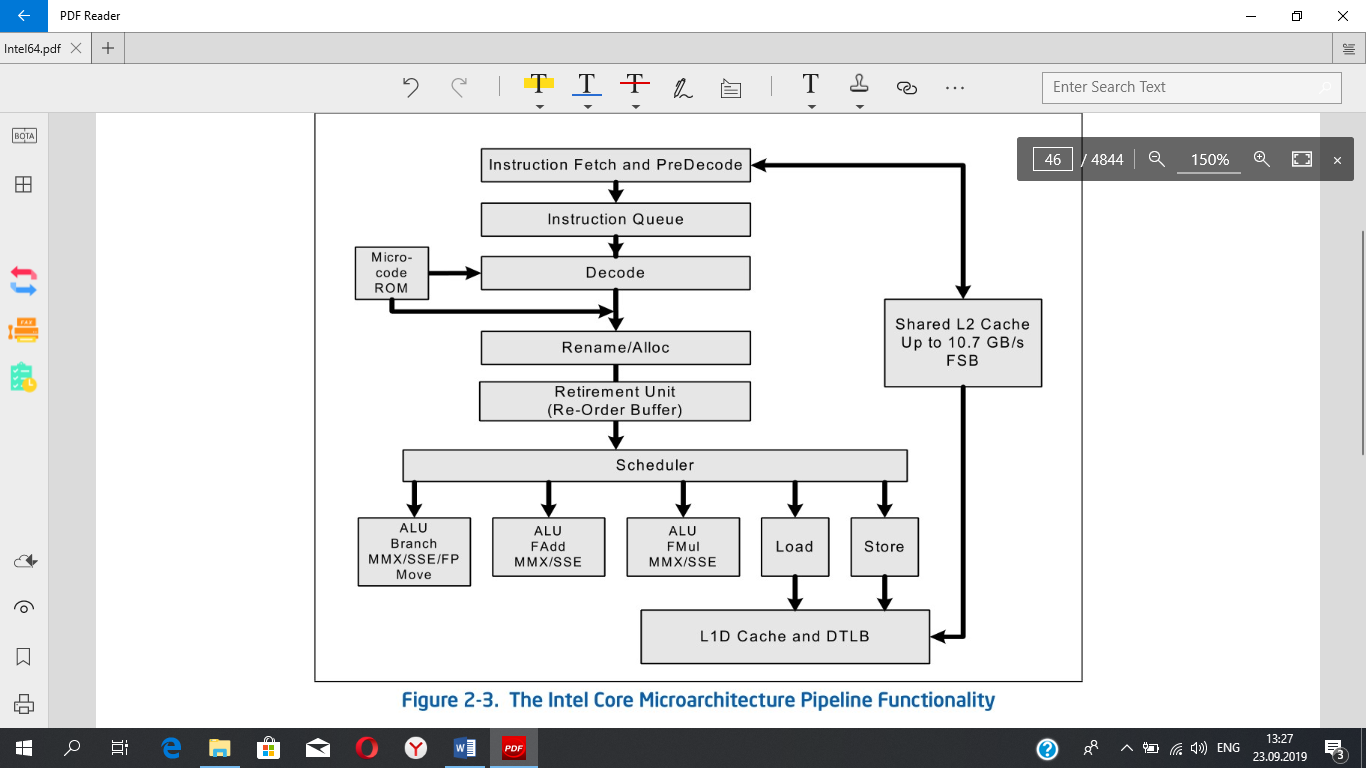 PDF Reader
Intel64.pdf
T
T
T
T
Enter Search Text
BOTA
46 / 4844
150%
Instruction Fetch and PreDecode
Instruction Queue
Micro-
code
ROM
Decode
Shared L2 Cache
Up to 10.7 GB/s
FSB
Rename/Alloc
Retirement Unit
(Re-Order Buffer)
Scheduler
ALU
Branch
MMX/SSE/FP
Move
ALU
FAdd
MMX/SSE
ALU
FMul
MMX/SSE
Load
Store
L1D Cache and DTLB
Figure 2-3. The Intel Core Microarchitecture Pipeline Functionality
W
PDF
ENG
13:27
23.09.2019
3